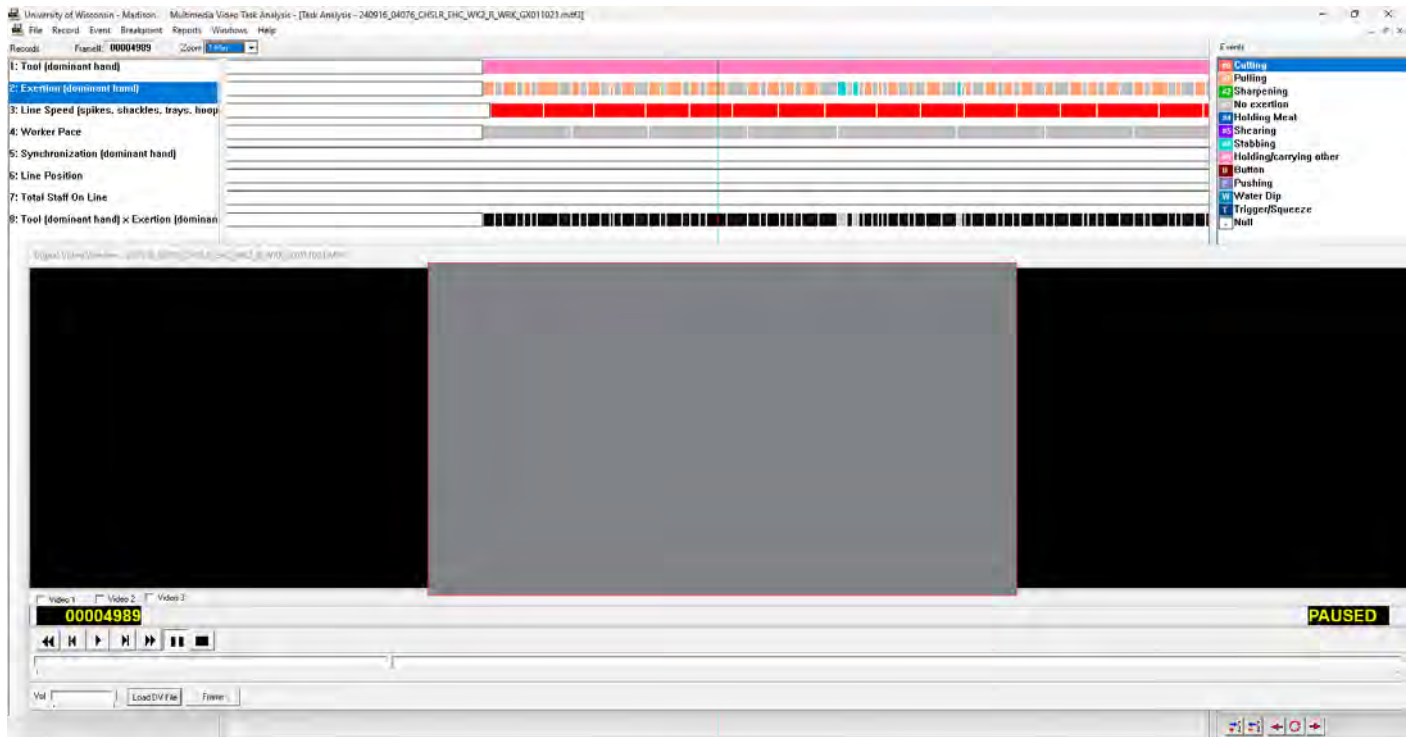 University of Wisconsin - Madison Multimedia Video Task Analysis - [Task Analysis - 240916_04076_CHSLR_EHC_WK2_R_WRK_GX011021.mdf3]
File Record Event Breakpoint Reports Windows Help
Records Frame#: 00004989 Zoom
Events
1: Tool (dominant hand)
2: Exertion (dominant hand)
3: Line Speed (spikes, shackles, trays, hoop
4: Worker Pace
5: Synchronization (dominant hand)
6: Line Position
7: Total Staff On Line
8: Tool (dominant hand) x Exertion (dominan
Cutting
Pulling
#2 Sharpening
No exertion
#4 Holding Meat
#5 Shearing
Stabbing
Holding/carrying other
B Button
P Pushing
W Water Dip
T Trigger/Squeeze
. Null
Video 1 Video 2 Video 3
00004989
PAUSED
Vol
Load DV File Frame